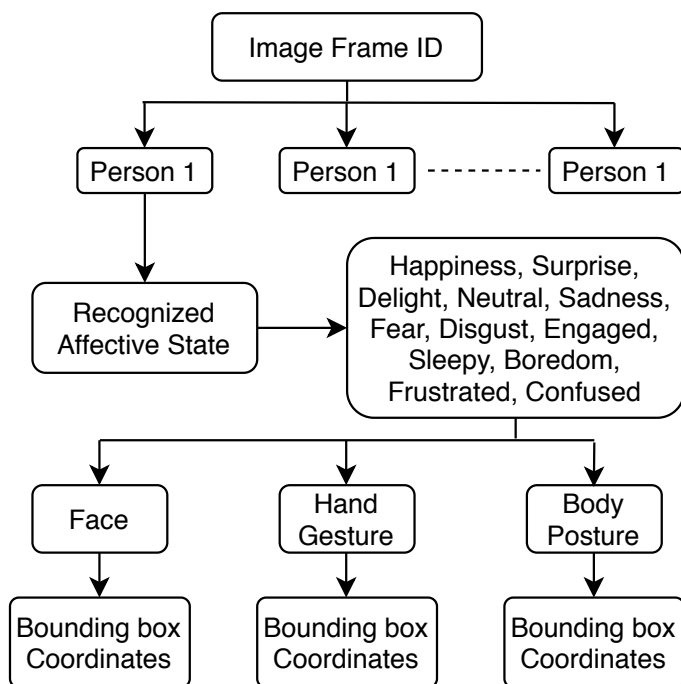 Image Frame ID
Person 1
Person 1
Person 1
Recognized
Affective State
Happiness, Surprise,
Delight, Neutral, Sadness,
Fear, Disgust, Engaged,
Sleepy, Boredom,
Frustrated, Confused
Face
Hand
Gesture
Body
Posture
Bounding box
Coordinates
Bounding box
Coordinates
Bounding box
Coordinates